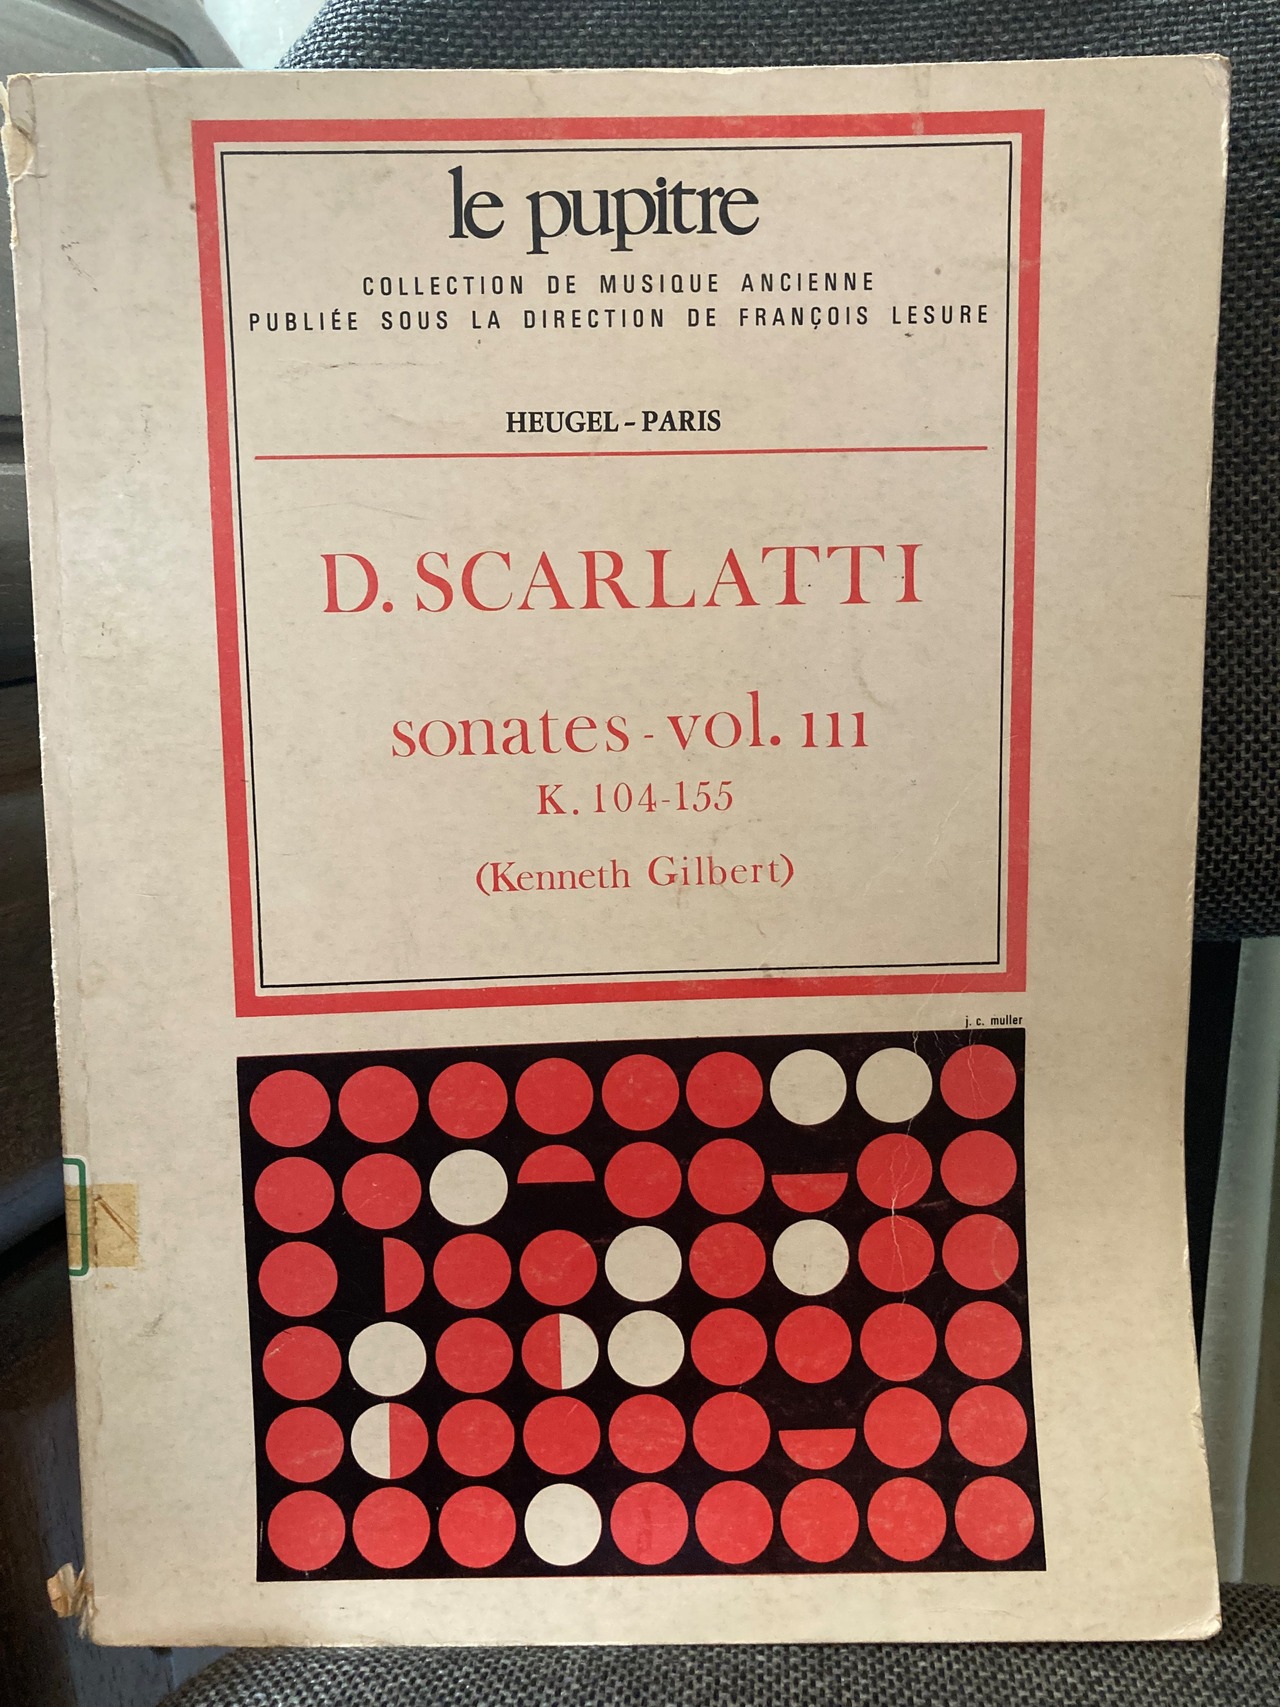 le pupitre
COLLECTION DE MUSIQUE ANCIENNE
PUBLIÉE SOUS LA DIRECTION DE FRANÇOIS LESURE
HEUGEL – PARIS
D. SCARLATTI
sonates - vol. III
K. 104-155
(Kenneth Gilbert)
j. c. muller